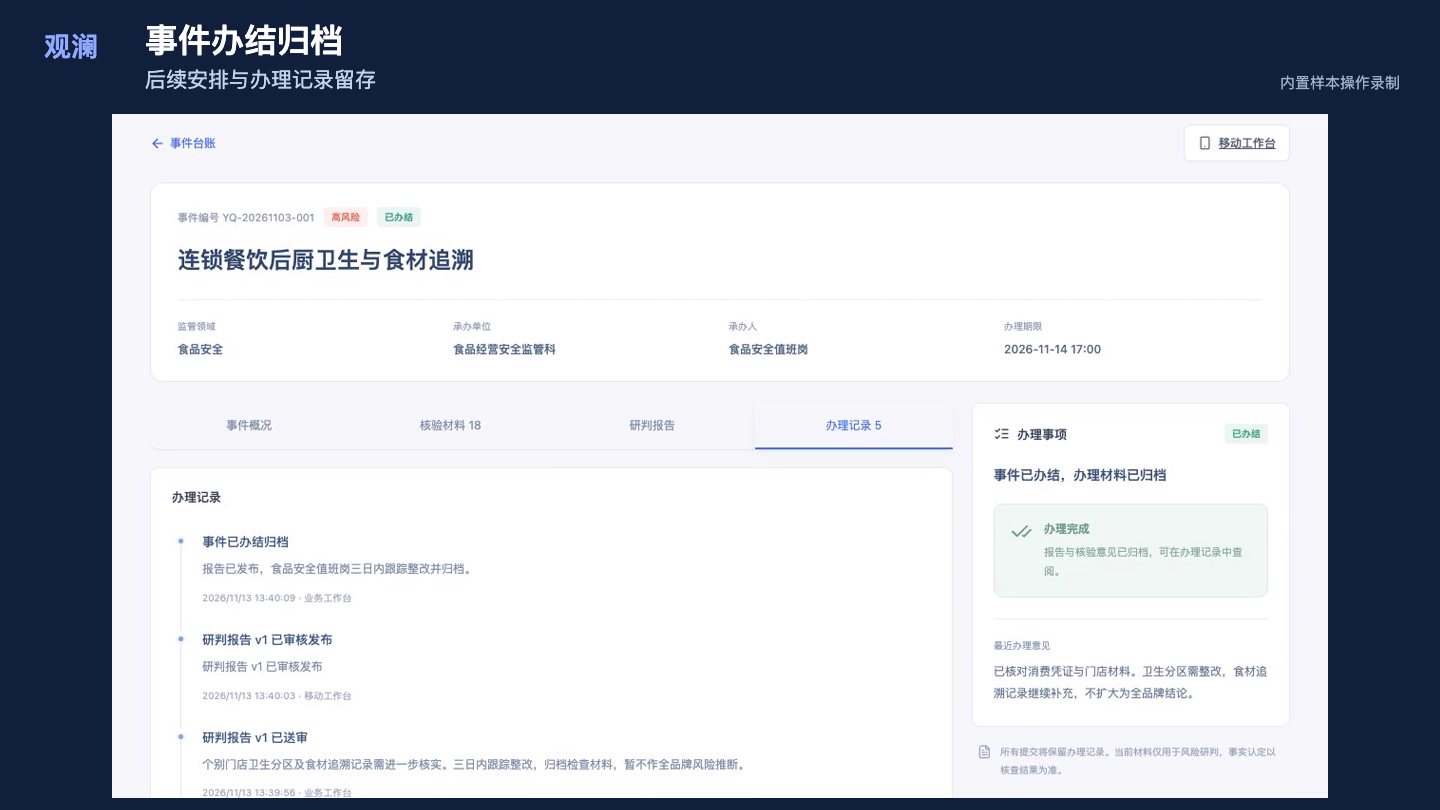 观澜
事件办结归档
后续安排与办理记录留存
内置样本操作录制
事件台账
移动工作台
事件编号 YQ-20261103-001 高风险 已办结
连锁餐饮后厨卫生与食材追溯
监管领域 承办单位 承办人 办理期限
食品安全 食品经营安全监管科 食品安全值班岗 2026-11-14 17:00
事件概况 核验材料 18 研判报告 办理记录 5
办理记录
事件已办结归档
报告已发布，食品安全值班岗三日内跟踪整改并归档。
2026/11/13 13:40:09 · 业务工作台
研判报告 v1 已审核发布
研判报告 v1 已审核发布
2026/11/13 13:40:03 · 移动工作台
研判报告 v1 已送审
个别门店卫生分区及食材追溯记录需进一步核实。三日内跟踪整改，归档检查材料，暂不作全品牌风险推断。
2026/11/13 13:39:56 · 业务工作台
办理事项 已办结
事件已办结，办理材料已归档
办理完成
报告与核验意见已归档，可在办理记录中查
阅。
最近办理意见
已核对消费凭证与门店材料。卫生分区需整改，食材追
溯记录继续补充，不扩大为全品牌结论。
所有提交将保留办理记录。当前材料仅用于风险研判，事实认定以
核查结果为准。